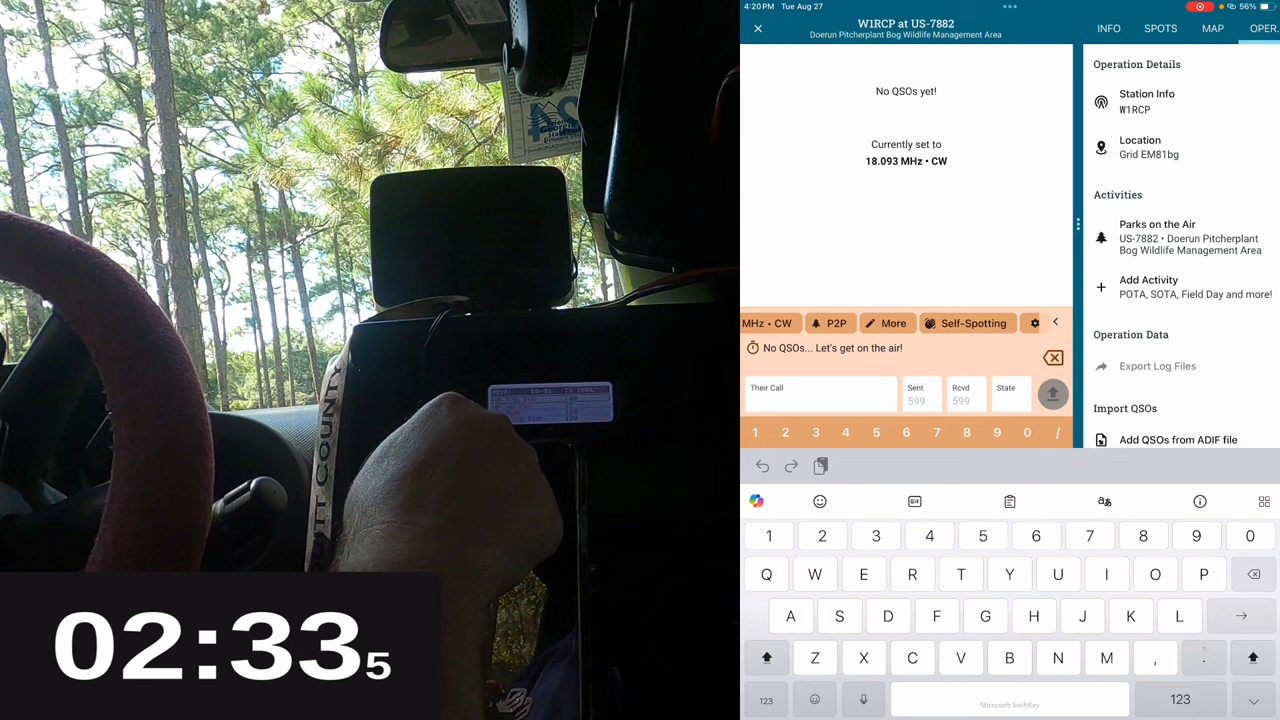 02:33 5
4:20 PM Tue Aug 27
56%
W1RCP at US-7882
Doerun Pitcherplant Bog Wildlife Management Area
INFO SPOTS MAP OPER.
No QSOs yet!
Currently set to
18.093 MHz • CW
MHz • CW P2P More Self-Spotting
No QSOs... Let's get on the air!
Their Call Sent Rcvd State
599 599
1 2 3 4 5 6 7 8 9 0 /
Operation Details
Station Info
W1RCP
Location
Grid EM81bg
Activities
Parks on the Air
US-7882 • Doerun Pitcherplant
Bog Wildlife Management Area
Add Activity
POTA, SOTA, Field Day and more!
Operation Data
Export Log Files
Import QSOs
Add QSOs from ADIF file
GIF
1 2 3 4 5 6 7 8 9 0
Q W E R T Y U I O P
A S D F G H J K L
Z X C V B N M , .
123 Microsoft SwiftKey 123